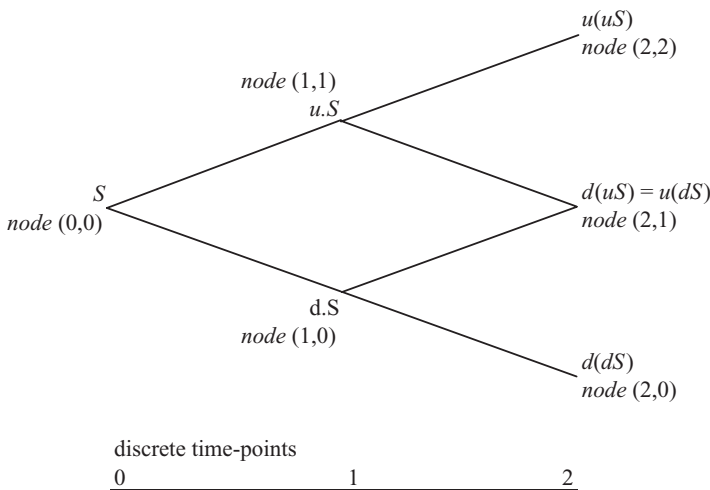 u(uS)
node (2,2)
node (1,1)
u.S
S
node (0,0)
d(uS) = u(dS)
node (2,1)
d.S
node (1,0)
d(dS)
node (2,0)
discrete time-points
0 1 2